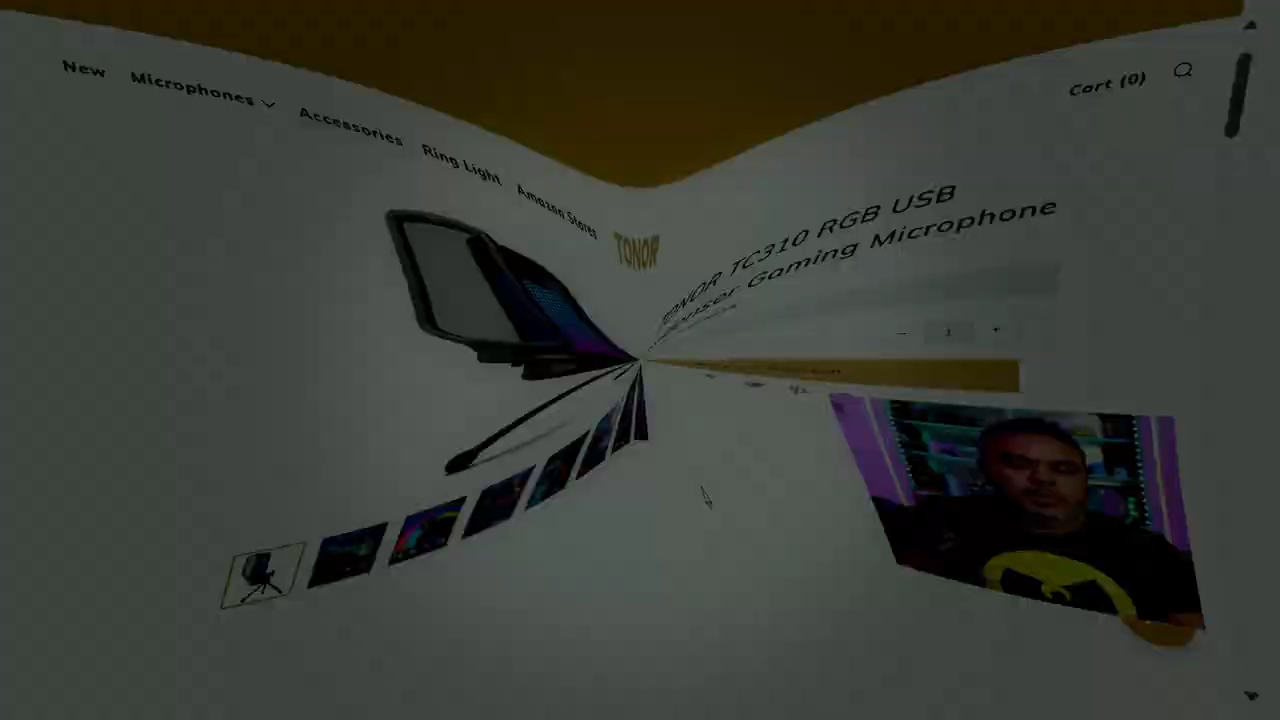 New
Microphones
Accessories
Ring Light
Amazon Stores
Cart (0)
TONOR
TONOR TC310 RGB USB
Gaming Microphone
1